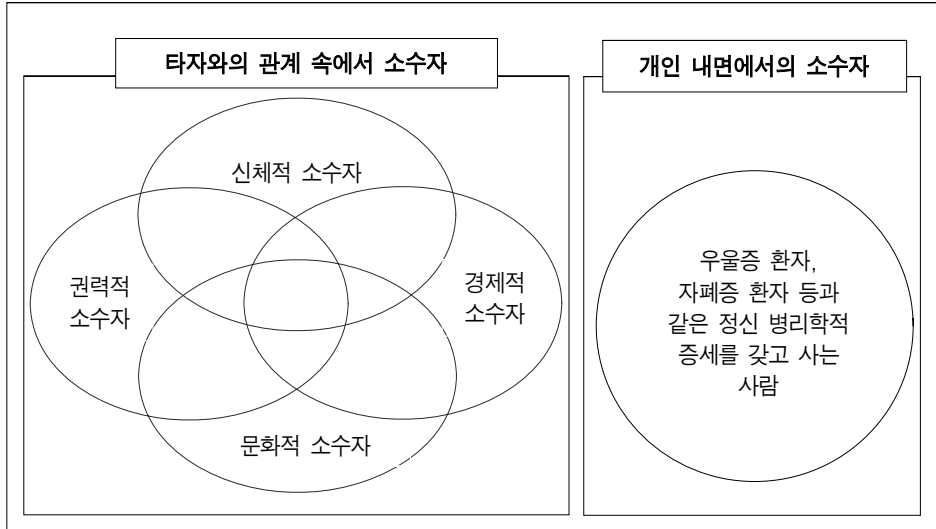 타자와의 관계 속에서 소수자
신체적 소수자
권력적
소수자
경제적
소수자
문화적 소수자
개인 내면에서의 소수자
우울증 환자,
자폐증 환자 등과
같은 정신 병리학적
증세를 갖고 사는
사람